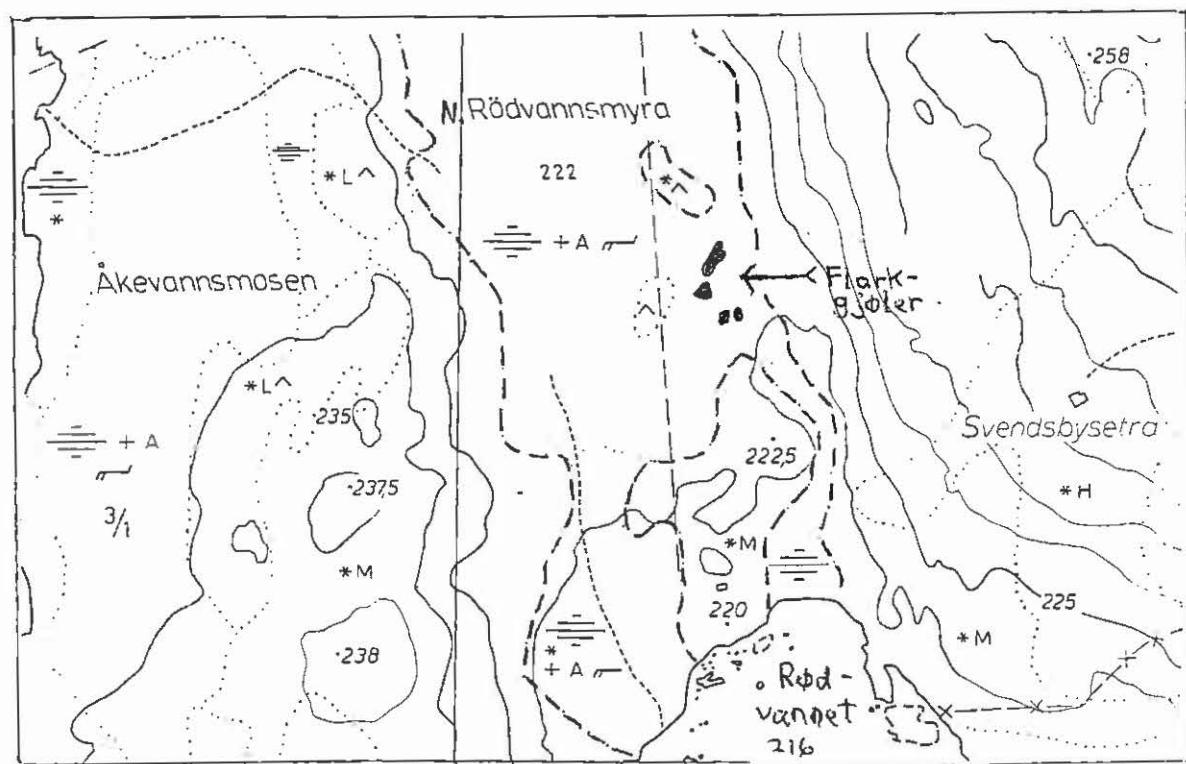 258
N. Rödvannsmyra
222
* L ^
*
* ^
+ A
Åkevannsmosen
Flark-
gjøler
^
* L ^
235
+ A
222,5
Svendsbysetra
237,5
* H
3/1
* M
* M
220
225
* M
238
*
+ A
Rød-
vannet
216